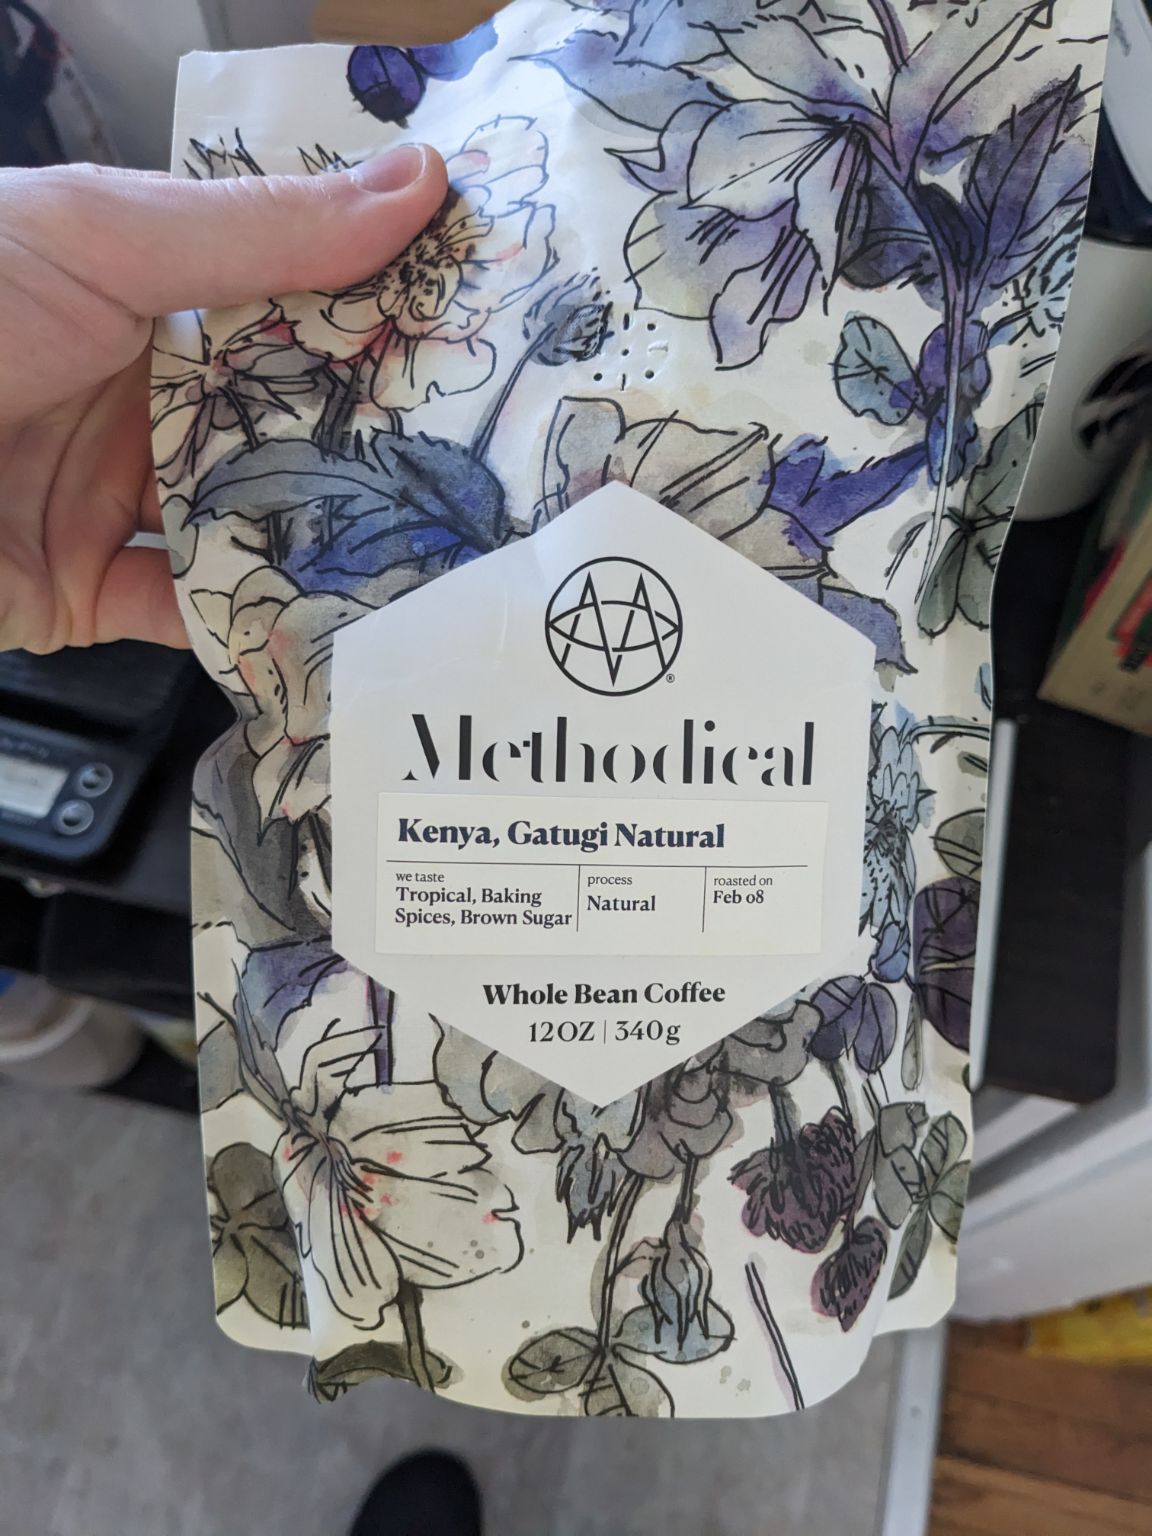 ®
Methodical
Kenya, Gatugi Natural
we taste
Tropical, Baking
Spices, Brown Sugar
process
Natural
roasted on
Feb 08
Whole Bean Coffee
12OZ | 340g